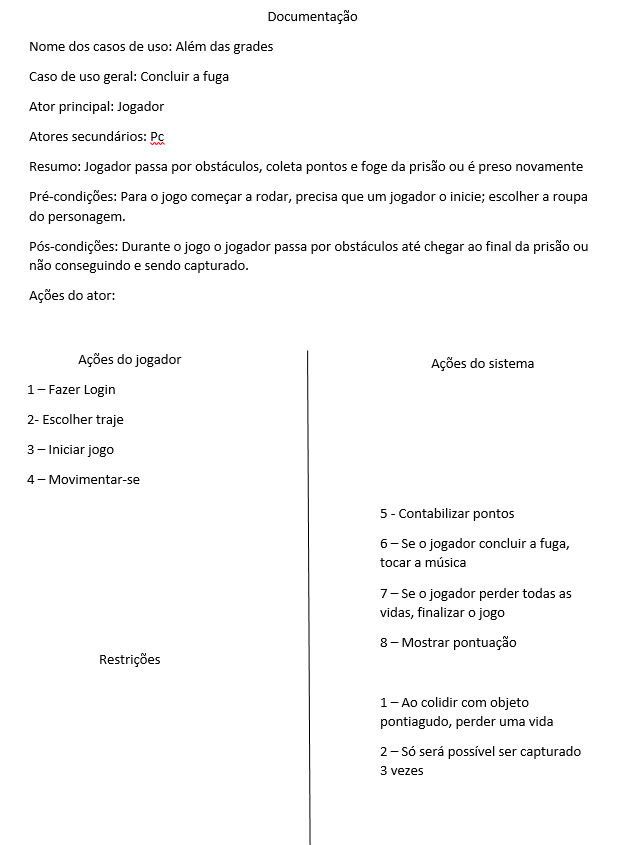 Documentação
Nome dos casos de uso: Além das grades
Caso de uso geral: Concluir a fuga
Ator principal: Jogador
Atores secundários: Pc
Resumo: Jogador passa por obstáculos, coleta pontos e foge da prisão ou é preso novamente
Pré-condições: Para o jogo começar a rodar, precisa que um jogador o inicie; escolher a roupa
do personagem.
Pós-condições: Durante o jogo o jogador passa por obstáculos até chegar ao final da prisão ou
não conseguindo e sendo capturado.
Ações do ator:
Ações do jogador
1 – Fazer Login
2- Escolher traje
3 – Iniciar jogo
4 – Movimentar-se
Ações do sistema
5 - Contabilizar pontos
6 – Se o jogador concluir a fuga,
tocar a música
7 – Se o jogador perder todas as
vidas, finalizar o jogo
8 – Mostrar pontuação
Restrições
1 – Ao colidir com objeto
pontiagudo, perder uma vida
2 – Só será possível ser capturado
3 vezes